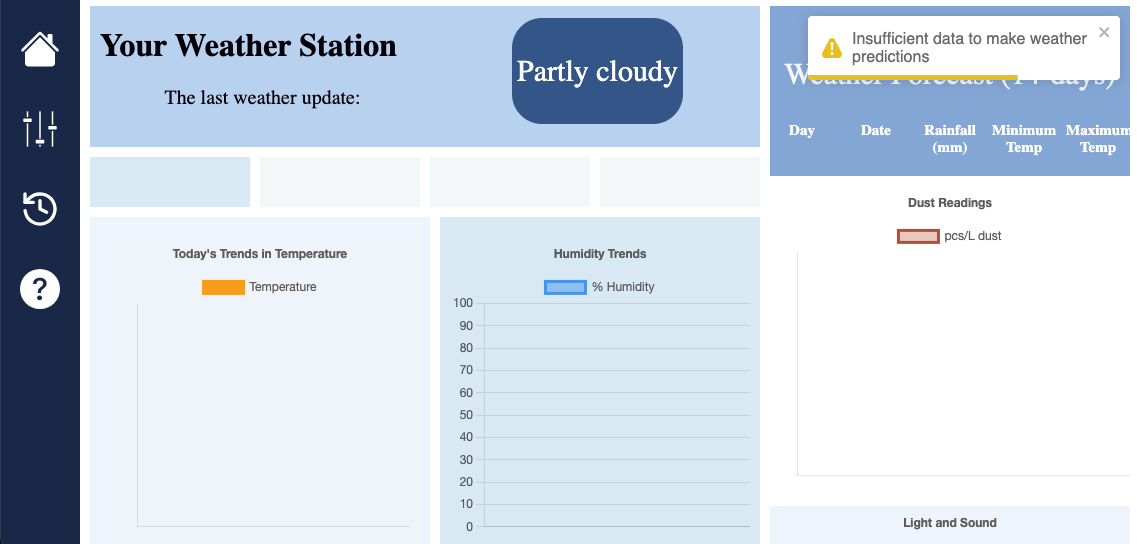 Your Weather Station
The last weather update:
Partly cloudy
Insufficient data to make weather
predictions
Weather Forecast (14 days)
Day
Date
Rainfall
(mm)
Minimum
Temp
Maximum
Temp
?
Today's Trends in Temperature
Temperature
Humidity Trends
% Humidity
100
90
80
70
60
50
40
30
20
10
0
Dust Readings
pcs/L dust
Light and Sound